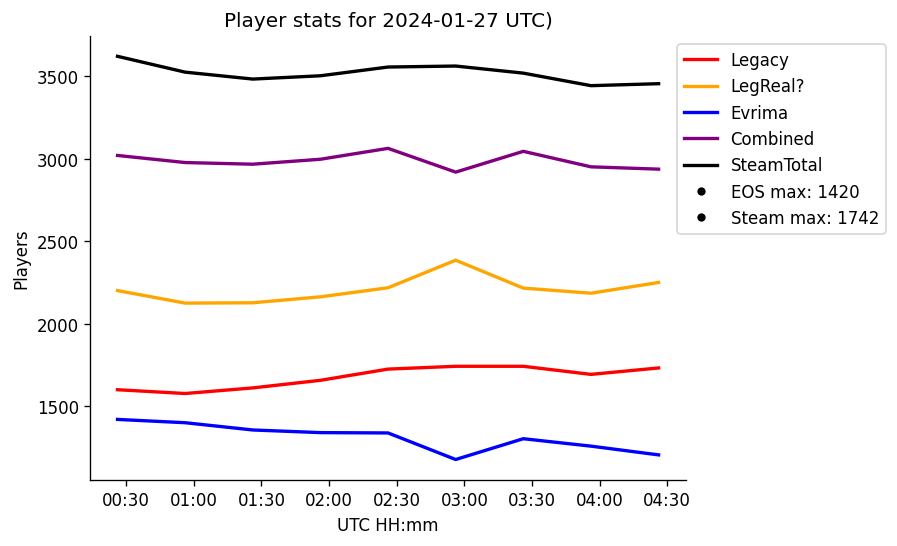 Player stats for 2024-01-27 UTC)
Legacy
LegReal?
Evrima
Combined
SteamTotal
EOS max: 1420
Steam max: 1742
3500
3000
2500
2000
1500
Players
00:30 01:00 01:30 02:00 02:30 03:00 03:30 04:00 04:30
UTC HH:mm